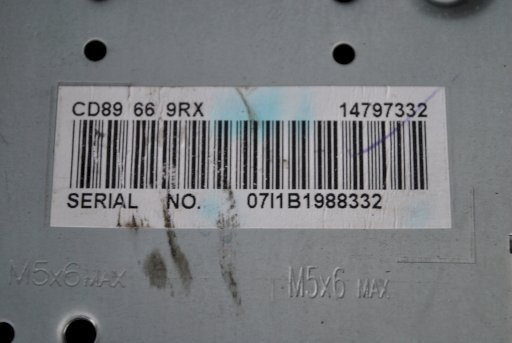 CD89 66 9RX 14797332
SERIAL NO. 07I1B1988332
M5x6 MAX M5x6 MAX